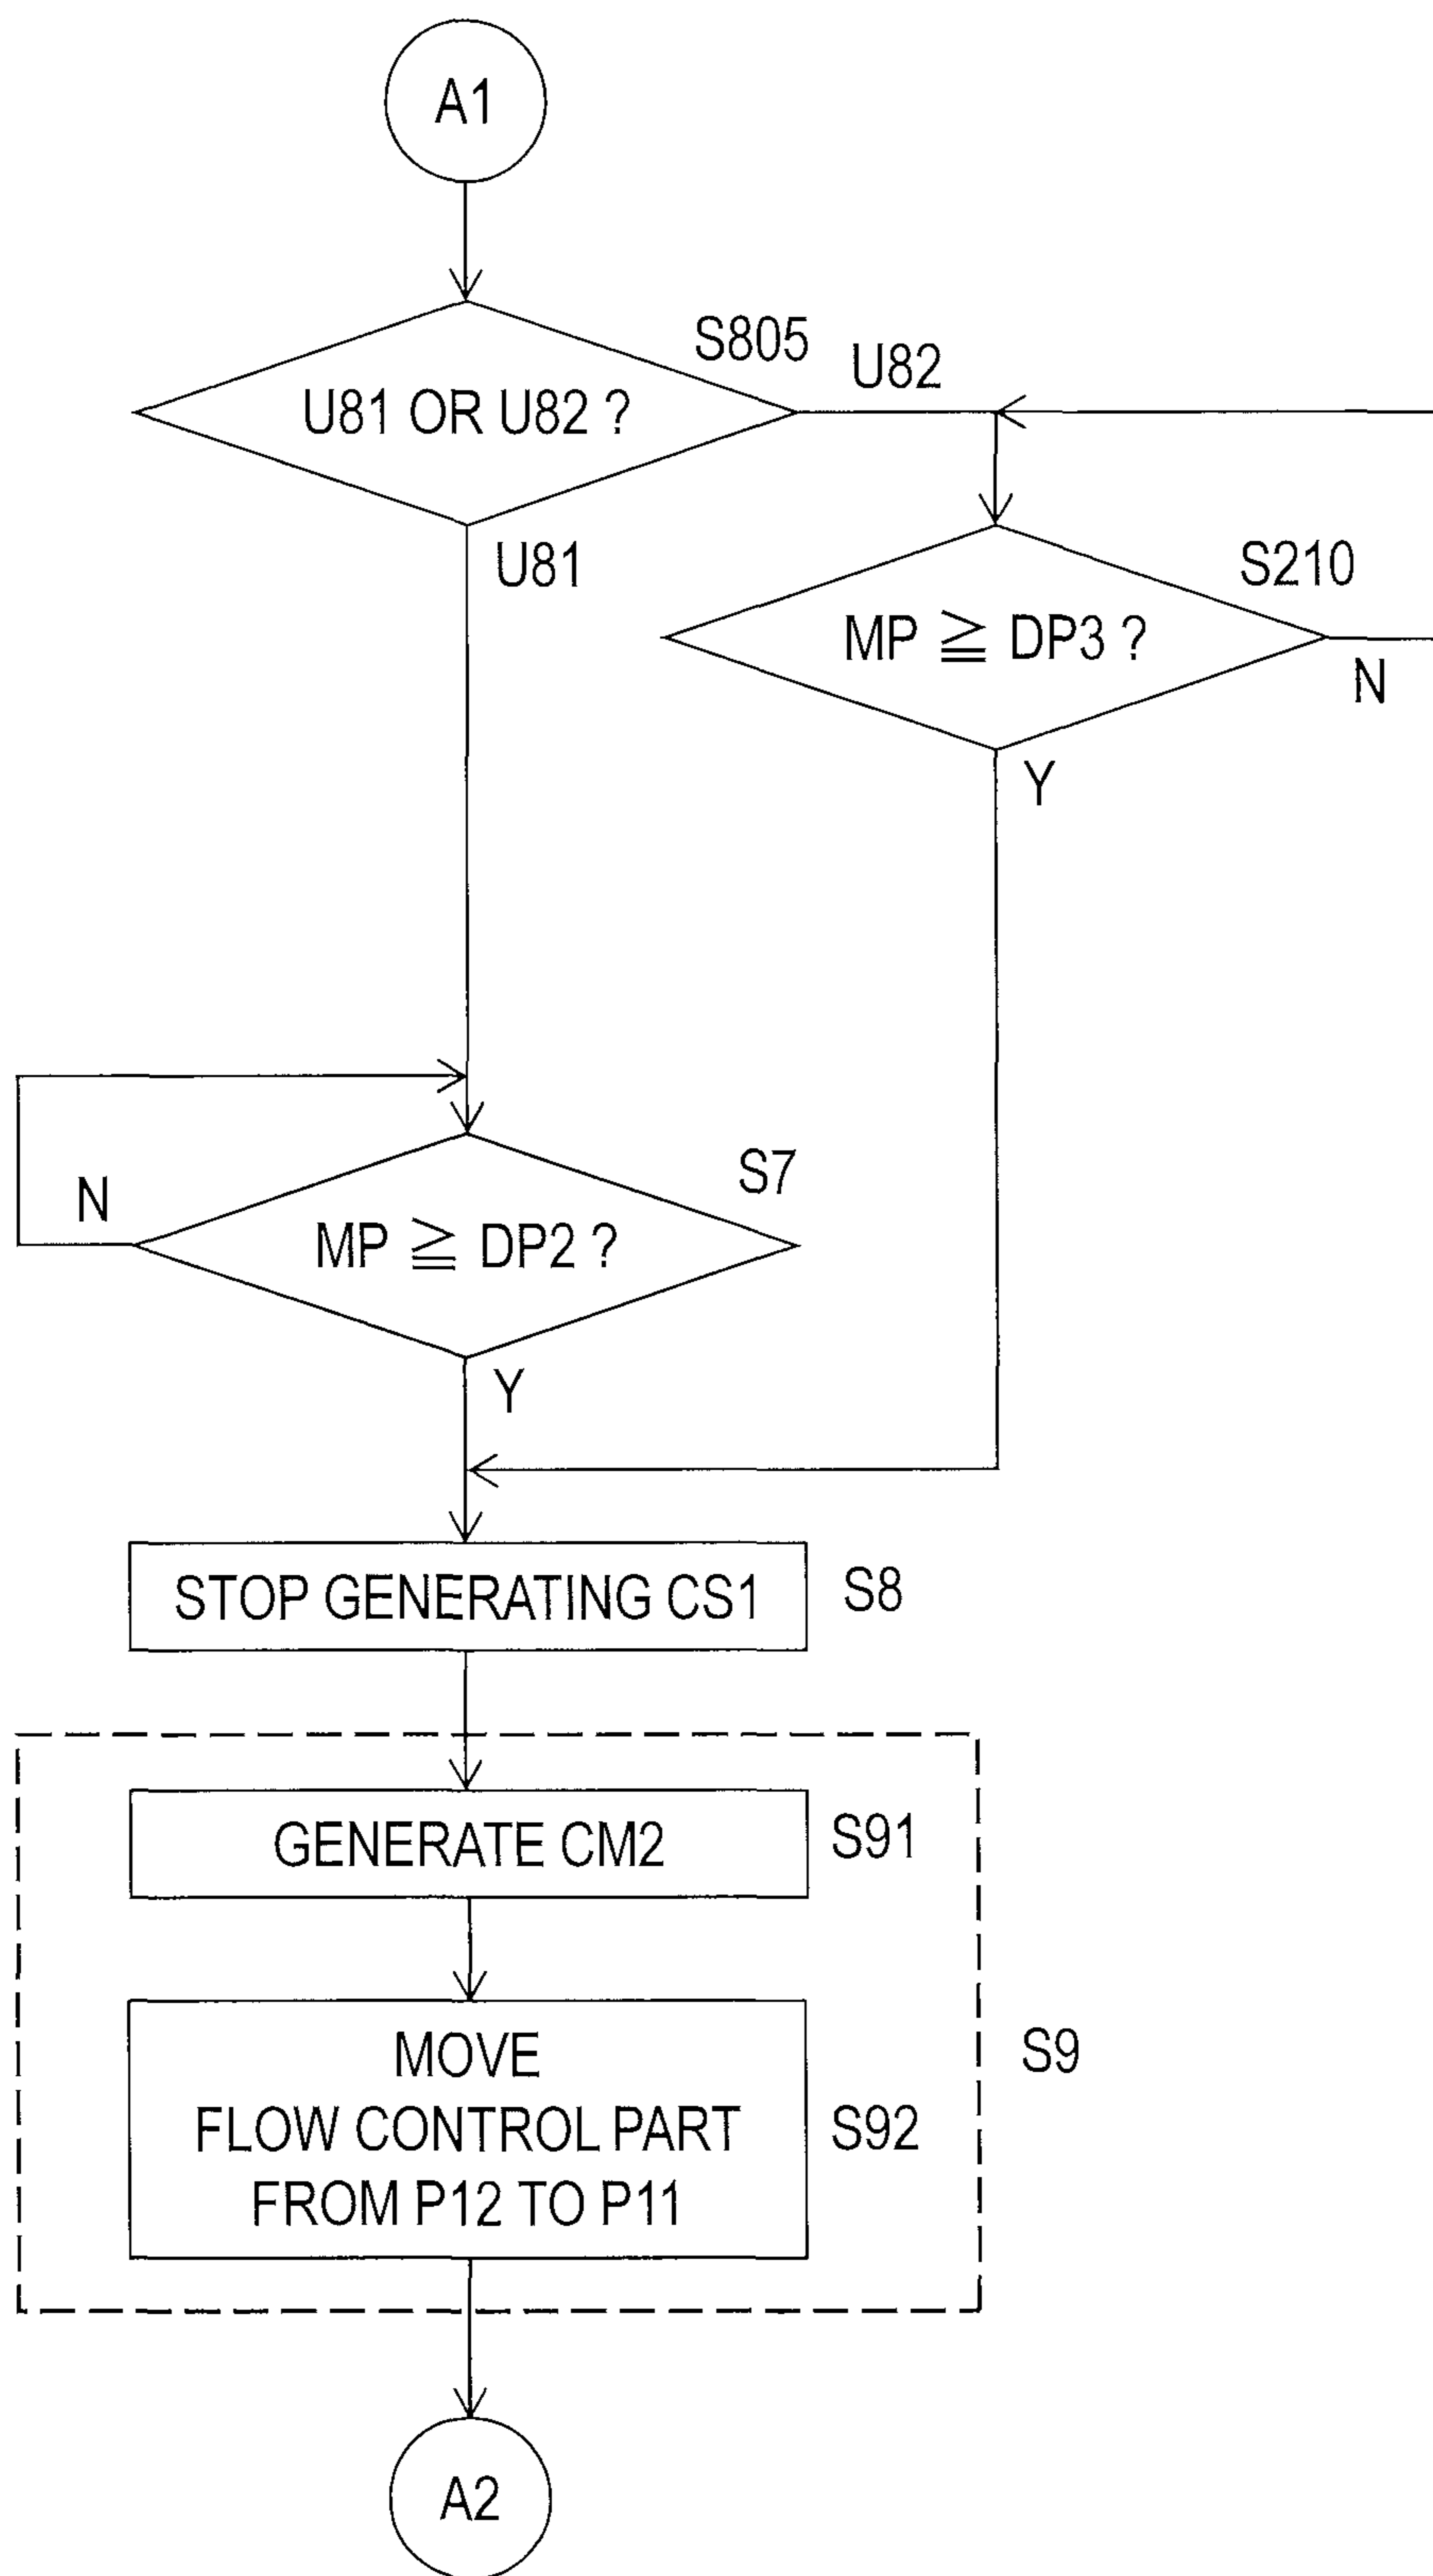 A1
S805
U82
U81 OR U82 ?
U81
S210
MP ≧ DP3 ?
N
Y
S7
N
MP ≧ DP2 ?
Y
STOP GENERATING CS1
S8
GENERATE CM2
S91
MOVE
FLOW CONTROL PART
FROM P12 TO P11
S92
S9
A2